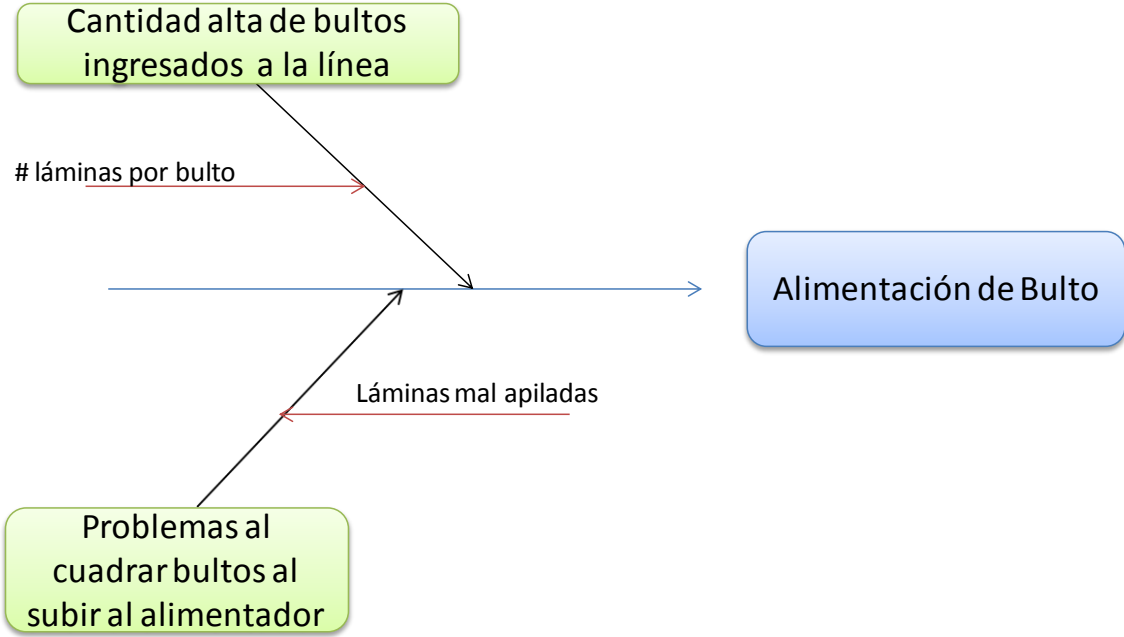 Cantidad alta de bultos
ingresados a la línea
# láminas por bulto
Alimentación de Bulto
Láminas mal apiladas
Problemas al
cuadrar bultos al
subir al alimentador